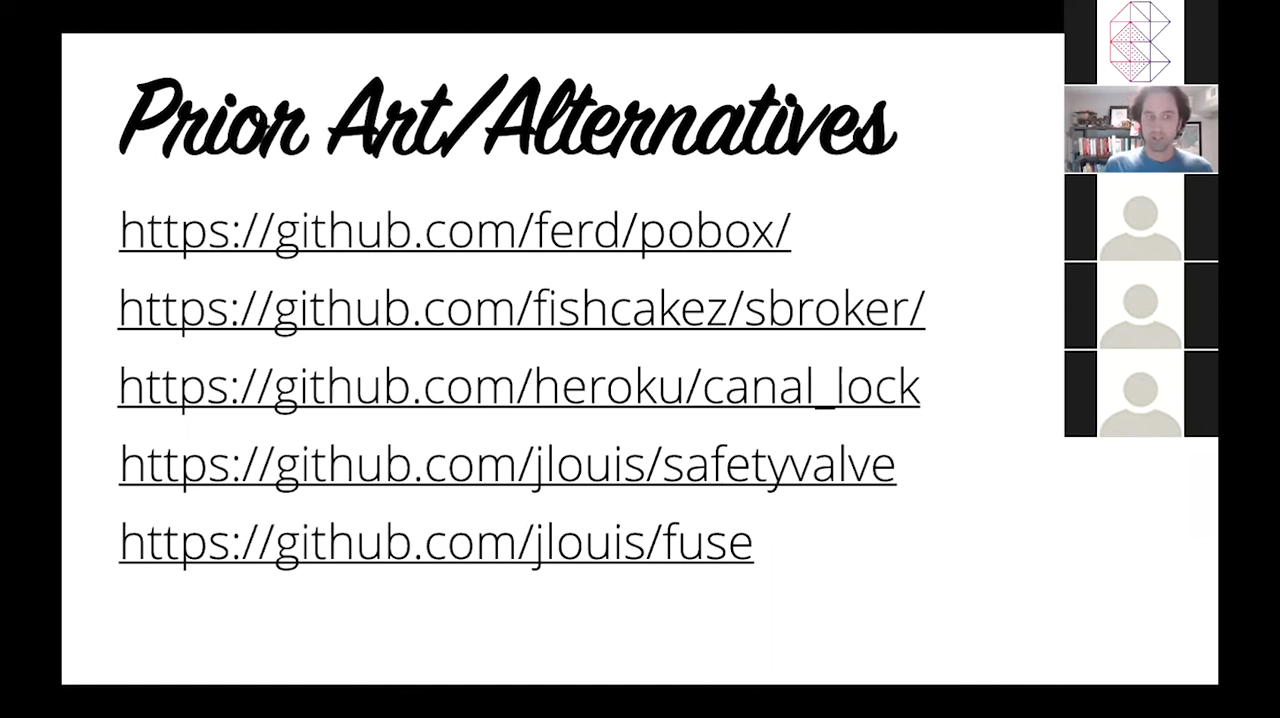 Prior Art/Alternatives
https://github.com/ferd/pobox/
https://github.com/fishcakez/sbroker/
https://github.com/heroku/canal_lock
https://github.com/jlouis/safetyvalve
https://github.com/jlouis/fuse